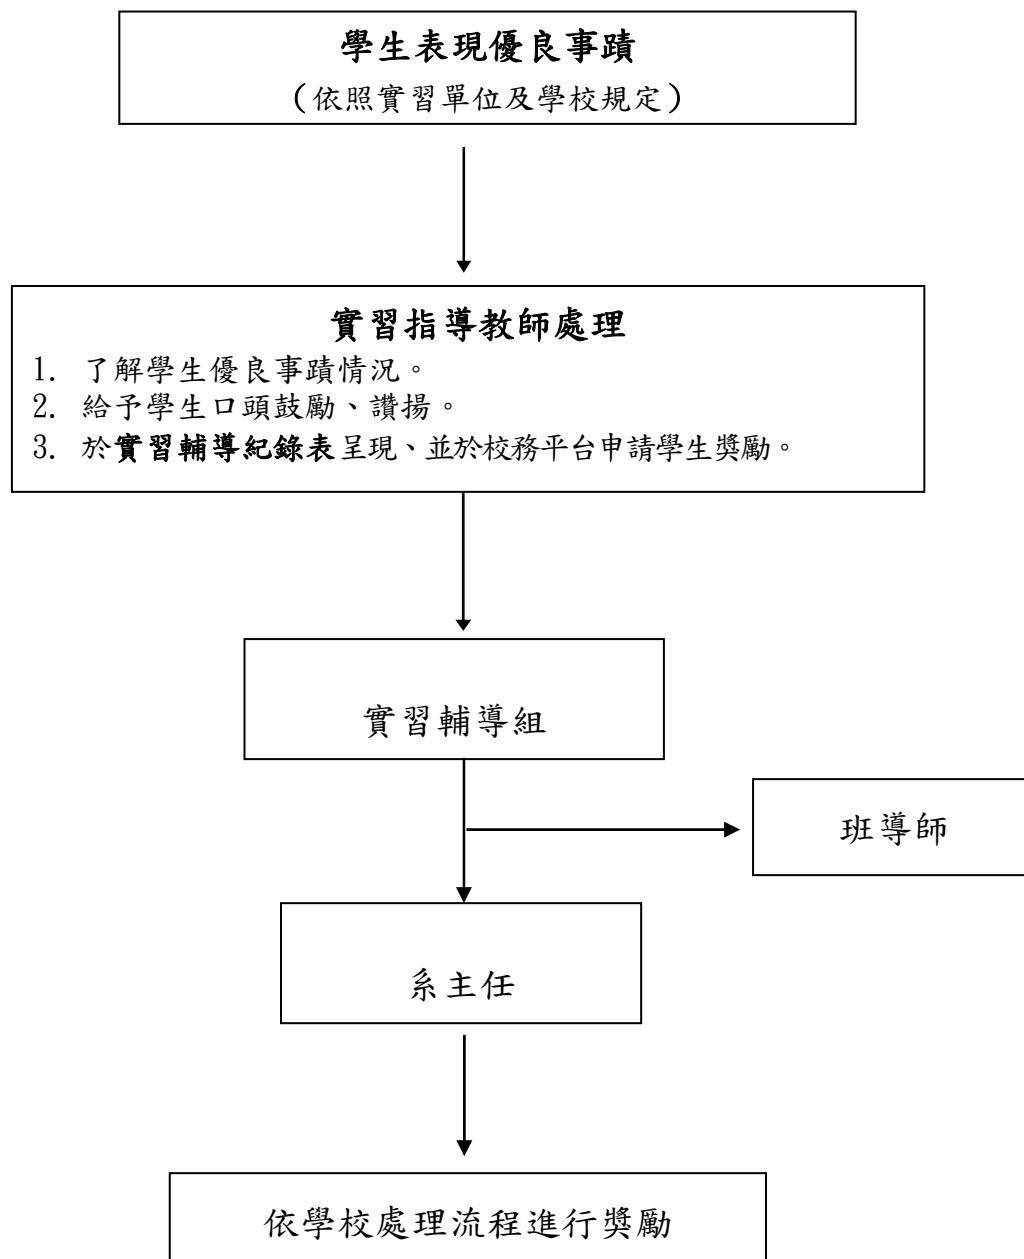 學生表現優良事蹟
(依照實習單位及學校規定)
實習指導教師處理
1. 了解學生優良事蹟情況。
2. 給予學生口頭鼓勵、讚揚。
3. 於實習輔導紀錄表呈現、並於校務平台申請學生獎勵。
實習輔導組
班導師
系主任
依學校處理流程進行獎勵